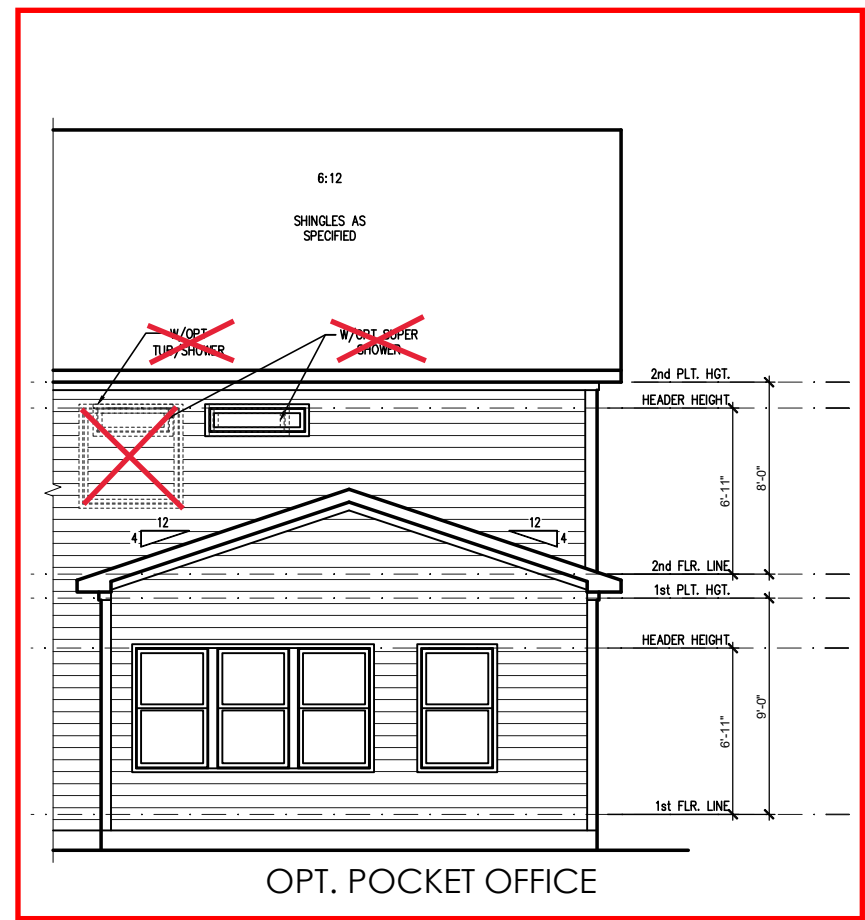 6:12
SHINGLES AS
SPECIFIED
W/OPT
TUB/SHOWER
W/OPT SUPER
SHOWER
2nd PLT. HGT.
HEADER HEIGHT
6'-11"
8'-0"
12
4
12
4
2nd FLR. LINE
1st PLT. HGT.
HEADER HEIGHT
6'-11"
9'-0"
1st FLR. LINE
OPT. POCKET OFFICE